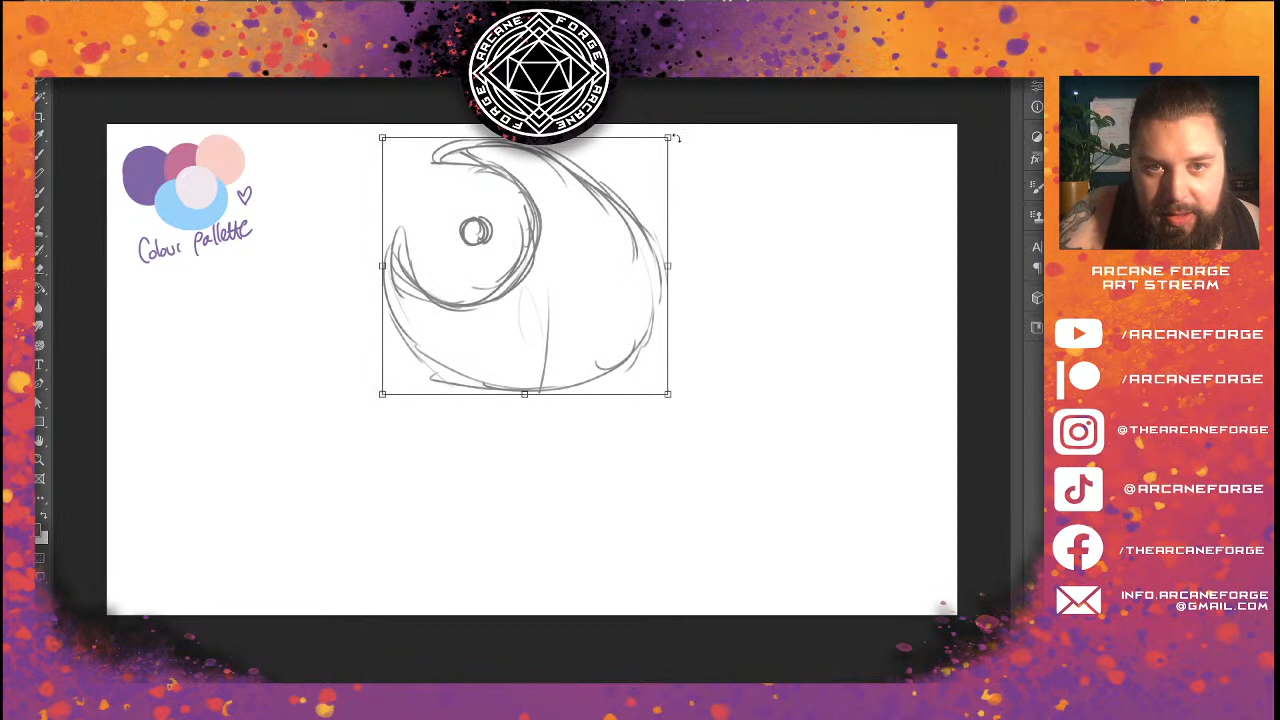 ARCANE FORGE
ARCANE FORGE
Colour pallette
ARCANE FORGE
ART STREAM
/ARCANEFORGE
/ARCANEFORGE
@THEARCANEFORGE
@ARCANEFORGE
/THEARCANEFORGE
INFO.ARCANEFORGE
@GMAIL.COM